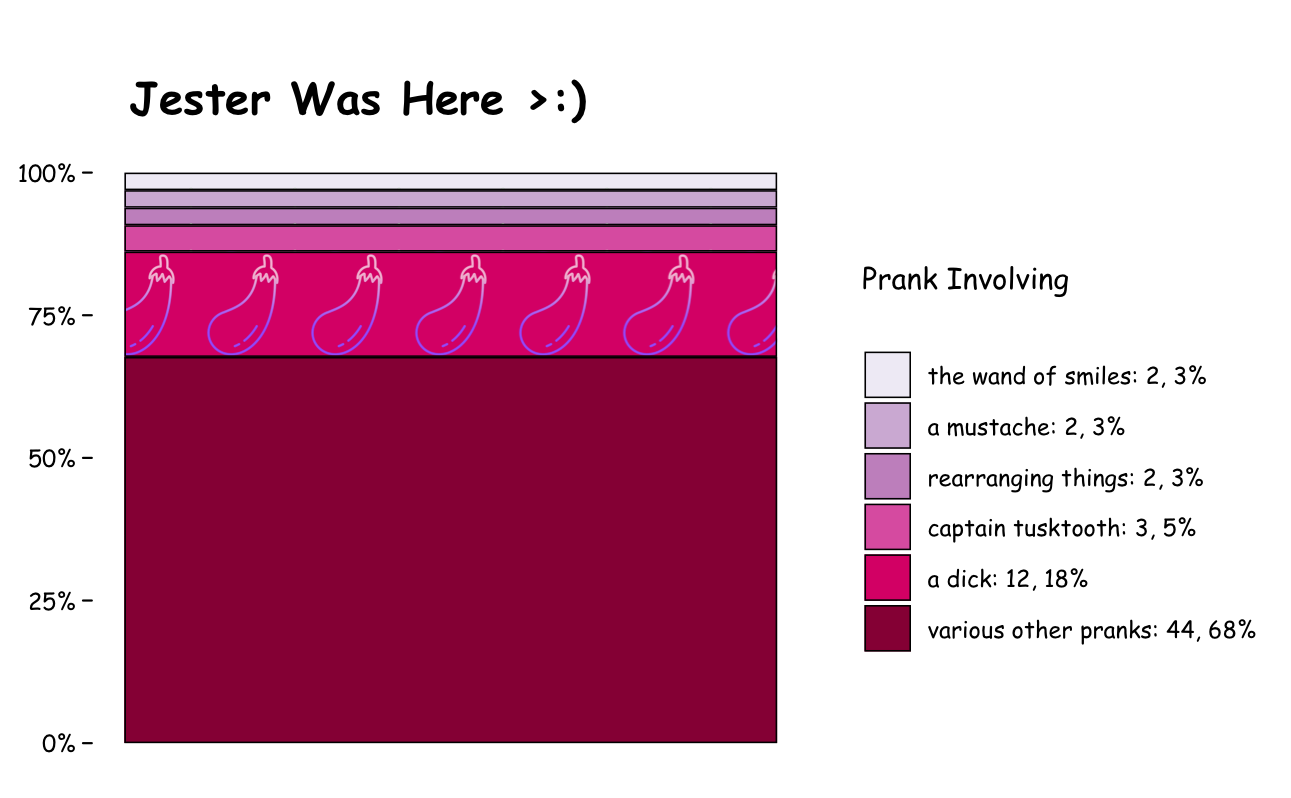 Jester Was Here >:)
100%
75%
50%
25%
0%
Prank Involving
the wand of smiles: 2, 3%
a mustache: 2, 3%
rearranging things: 2, 3%
captain tusktooth: 3, 5%
a dick: 12, 18%
various other pranks: 44, 68%